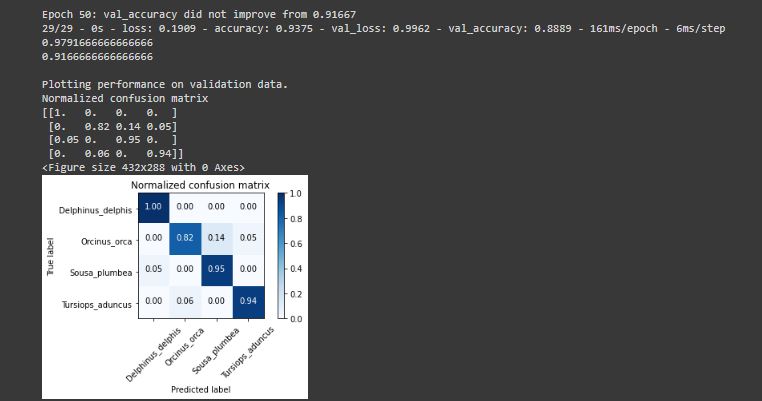 Epoch 50: val_accuracy did not improve from 0.91667
29/29 - 0s - loss: 0.1909 - accuracy: 0.9375 - val_loss: 0.9962 - val_accuracy: 0.8889 - 161ms/epoch - 6ms/step
0.9791666666666666
0.9166666666666666
Plotting performance on validation data.
Normalized confusion matrix
[[1.   0.   0.   0.  ]
 [0.   0.82 0.14 0.05]
 [0.05 0.   0.95 0.  ]
 [0.   0.06 0.   0.94]]
<Figure size 432x288 with 0 Axes>
Normalized confusion matrix
True label
Delphinus_delphis 1.00 0.00 0.00 0.00
Orcinus_orca 0.00 0.82 0.14 0.05
Sousa_plumbea 0.05 0.00 0.95 0.00
Tursiops_aduncus 0.00 0.06 0.00 0.94
Delphinus_delphis
Orcinus_orca
Sousa_plumbea
Tursiops_aduncus
Predicted label
1.0
0.8
0.6
0.4
0.2
0.0